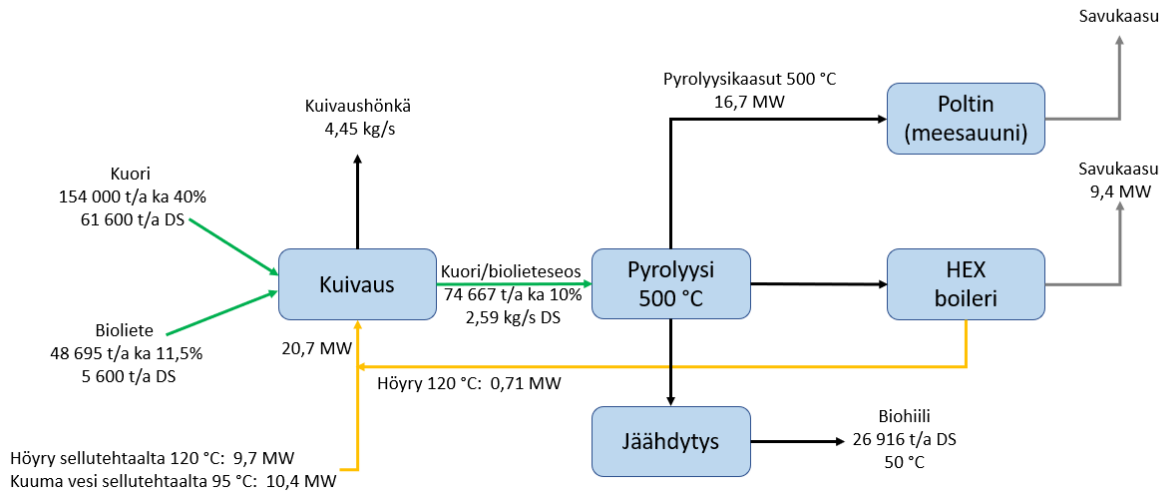 Savukaasu
Pyrolyysikaasut 500 °C
16,7 MW
Poltin
(meesauuni)
Kuivaushönkä
4,45 kg/s
Kuori
154 000 t/a ka 40%
61 600 t/a DS
Savukaasu
9,4 MW
Kuivaus
Kuori/biolieteseos
74 667 t/a ka 10%
2,59 kg/s DS
Pyrolyysi
500 °C
HEX
boileri
Bioliete
48 695 t/a ka 11,5%
5 600 t/a DS
20,7 MW
Höyry 120 °C:  0,71 MW
Jäähdytys
Biohiili
26 916 t/a DS
50 °C
Höyry sellutehtaalta 120 °C:  9,7 MW
Kuuma vesi sellutehtaalta 95 °C:  10,4 MW